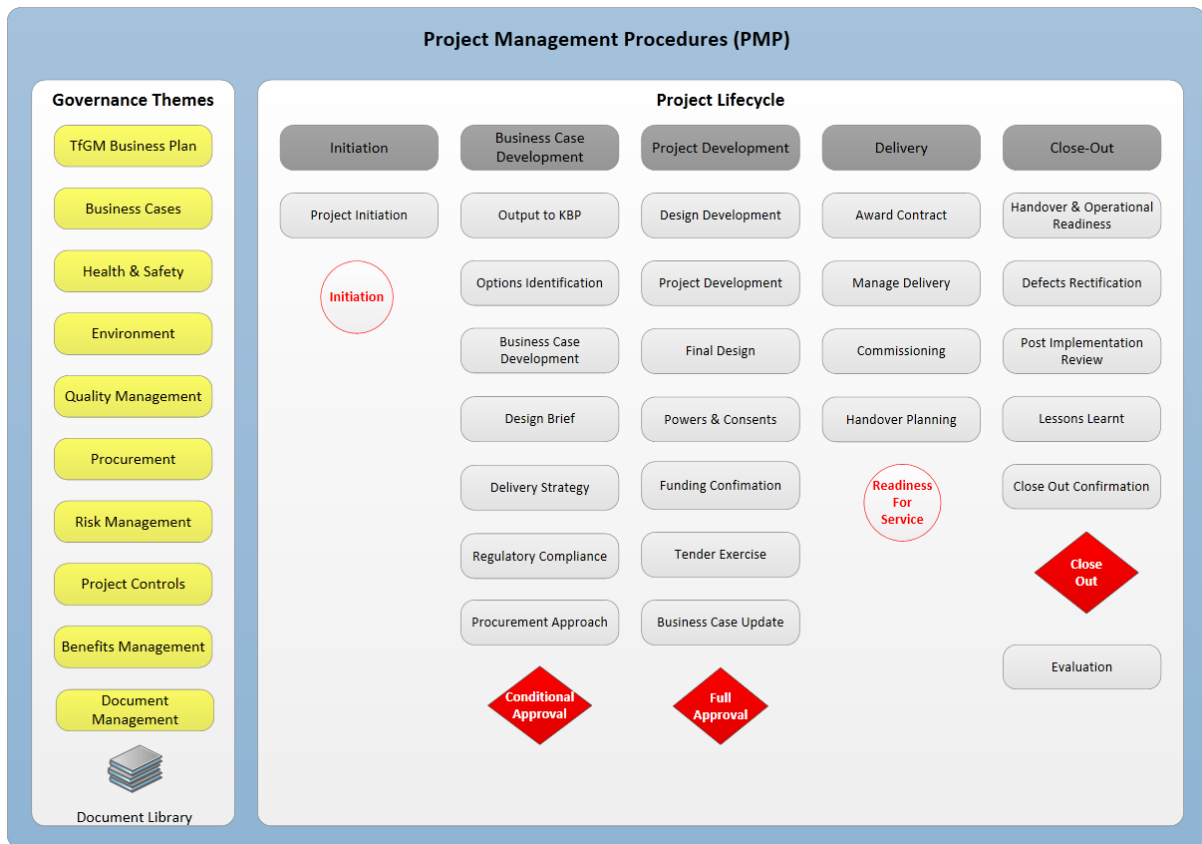 Project Management Procedures (PMP)
Governance Themes
TfGM Business Plan
Business Cases
Health & Safety
Environment
Quality Management
Procurement
Risk Management
Project Controls
Benefits Management
Document
Management
Document Library
Project Lifecycle
Initiation
Project Initiation
Initiation
Business Case
Development
Output to KBP
Options Identification
Business Case
Development
Design Brief
Delivery Strategy
Regulatory Compliance
Procurement Approach
Conditional
Approval
Project Development
Design Development
Project Development
Final Design
Powers & Consents
Funding Confimation
Tender Exercise
Business Case Update
Full
Approval
Delivery
Award Contract
Manage Delivery
Commissioning
Handover Planning
Readiness
For
Service
Close-Out
Handover & Operational
Readiness
Defects Rectification
Post Implementation
Review
Lessons Learnt
Close Out Confirmation
Close
Out
Evaluation